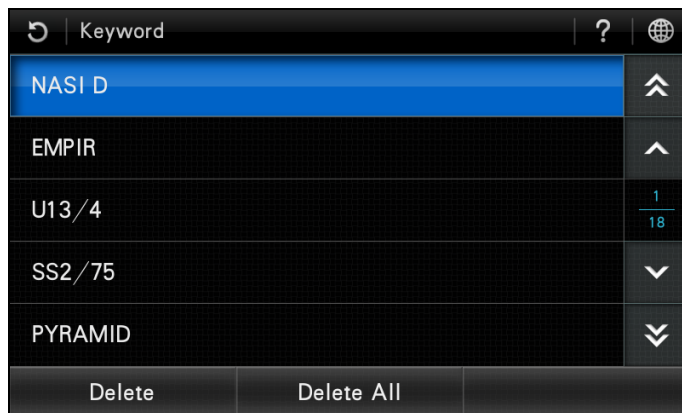 Keyword ?
NASI D
EMPIR
U13/4
1
18
SS2/75
PYRAMID
Delete Delete All